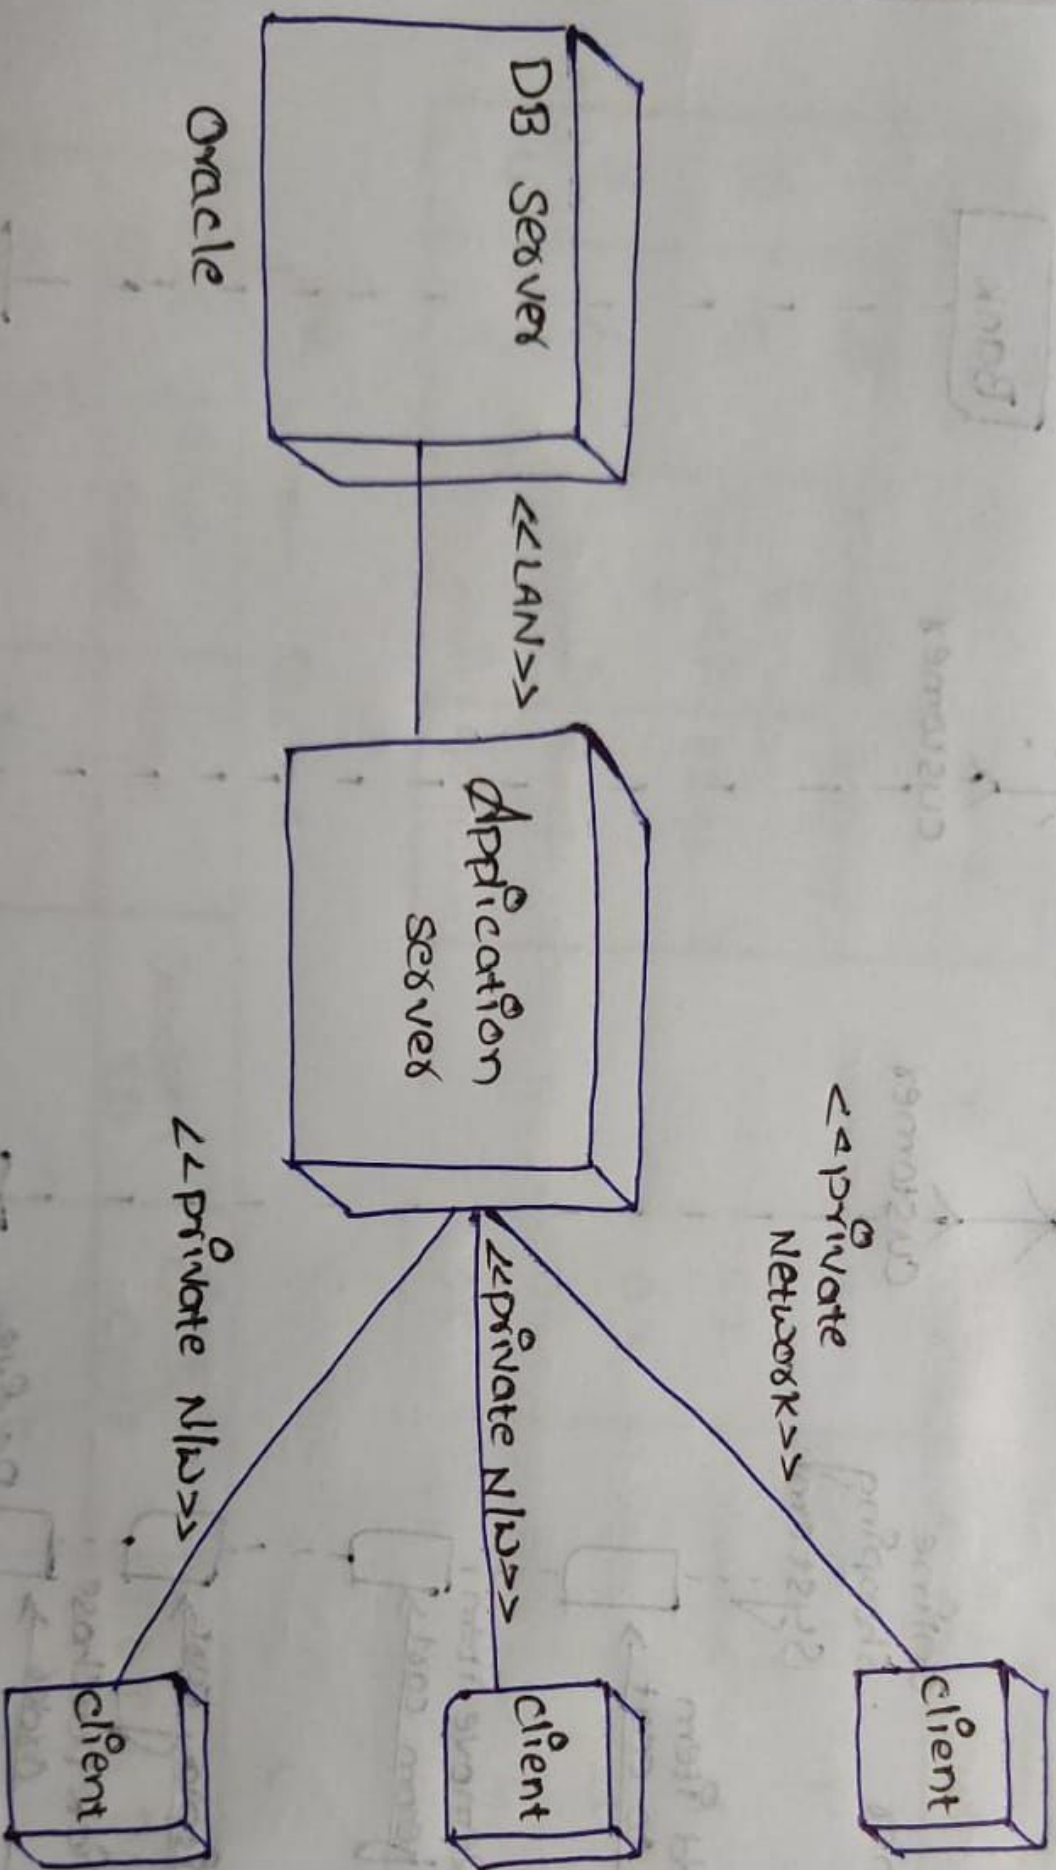 DB Server
Oracle
<<LAN>>
Application
server
<<private
Network>>
<<private N/W>>
<<private N/W>>
client
client
client